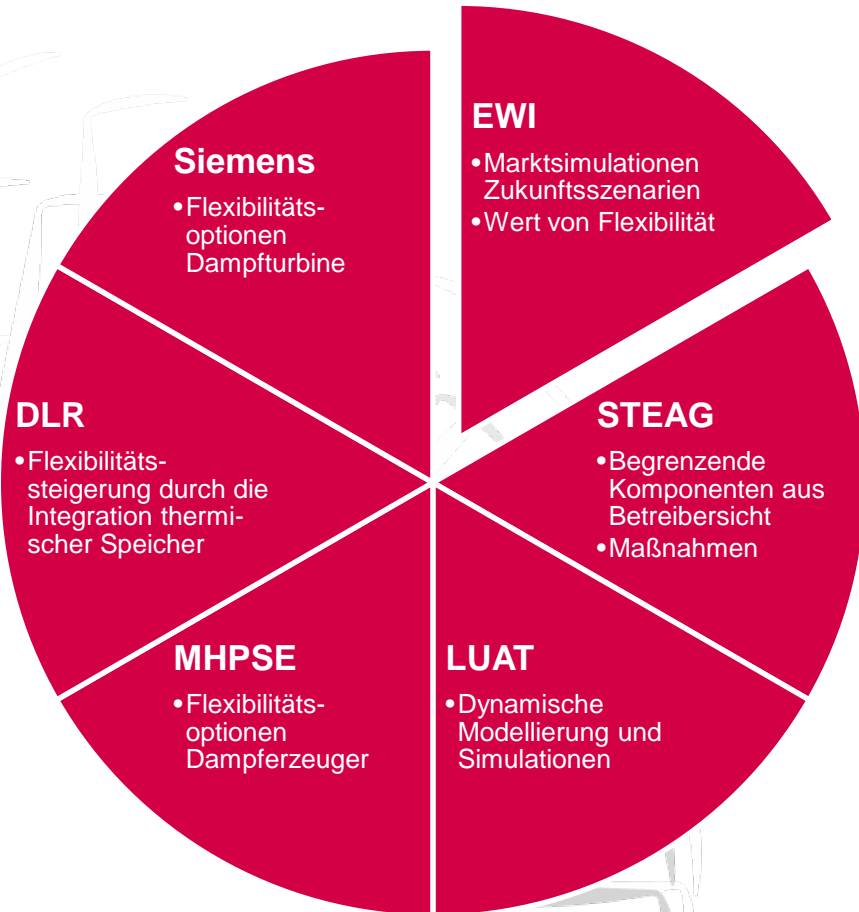 EWI
•Marktsimulationen
Zukunftsszenarien
•Wert von Flexibilität
STEAG
•Begrenzende
Komponenten aus
Betreibersicht
•Maßnahmen
LUAT
•Dynamische
Modellierung und
Simulationen
MHPSE
•Flexibilitäts-
optionen
Dampferzeuger
DLR
•Flexibilitäts-
steigerung durch die
Integration thermi-
scher Speicher
Siemens
•Flexibilitäts-
optionen
Dampfturbine